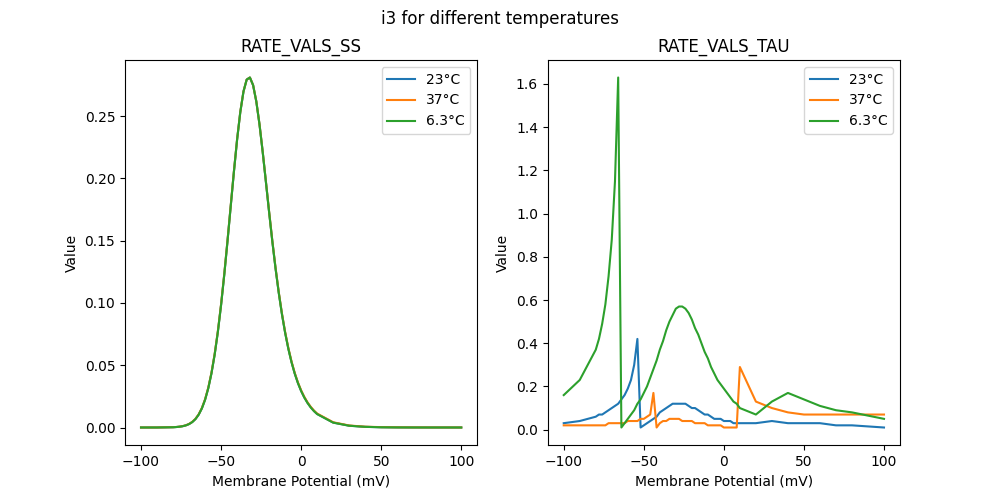 i3 for different temperatures
RATE_VALS_SS
23°C
37°C
6.3°C
Value
0.25
0.20
0.15
0.10
0.05
0.00
−100
−50
0
50
100
Membrane Potential (mV)
RATE_VALS_TAU
23°C
37°C
6.3°C
Value
1.6
1.4
1.2
1.0
0.8
0.6
0.4
0.2
0.0
−100
−50
0
50
100
Membrane Potential (mV)